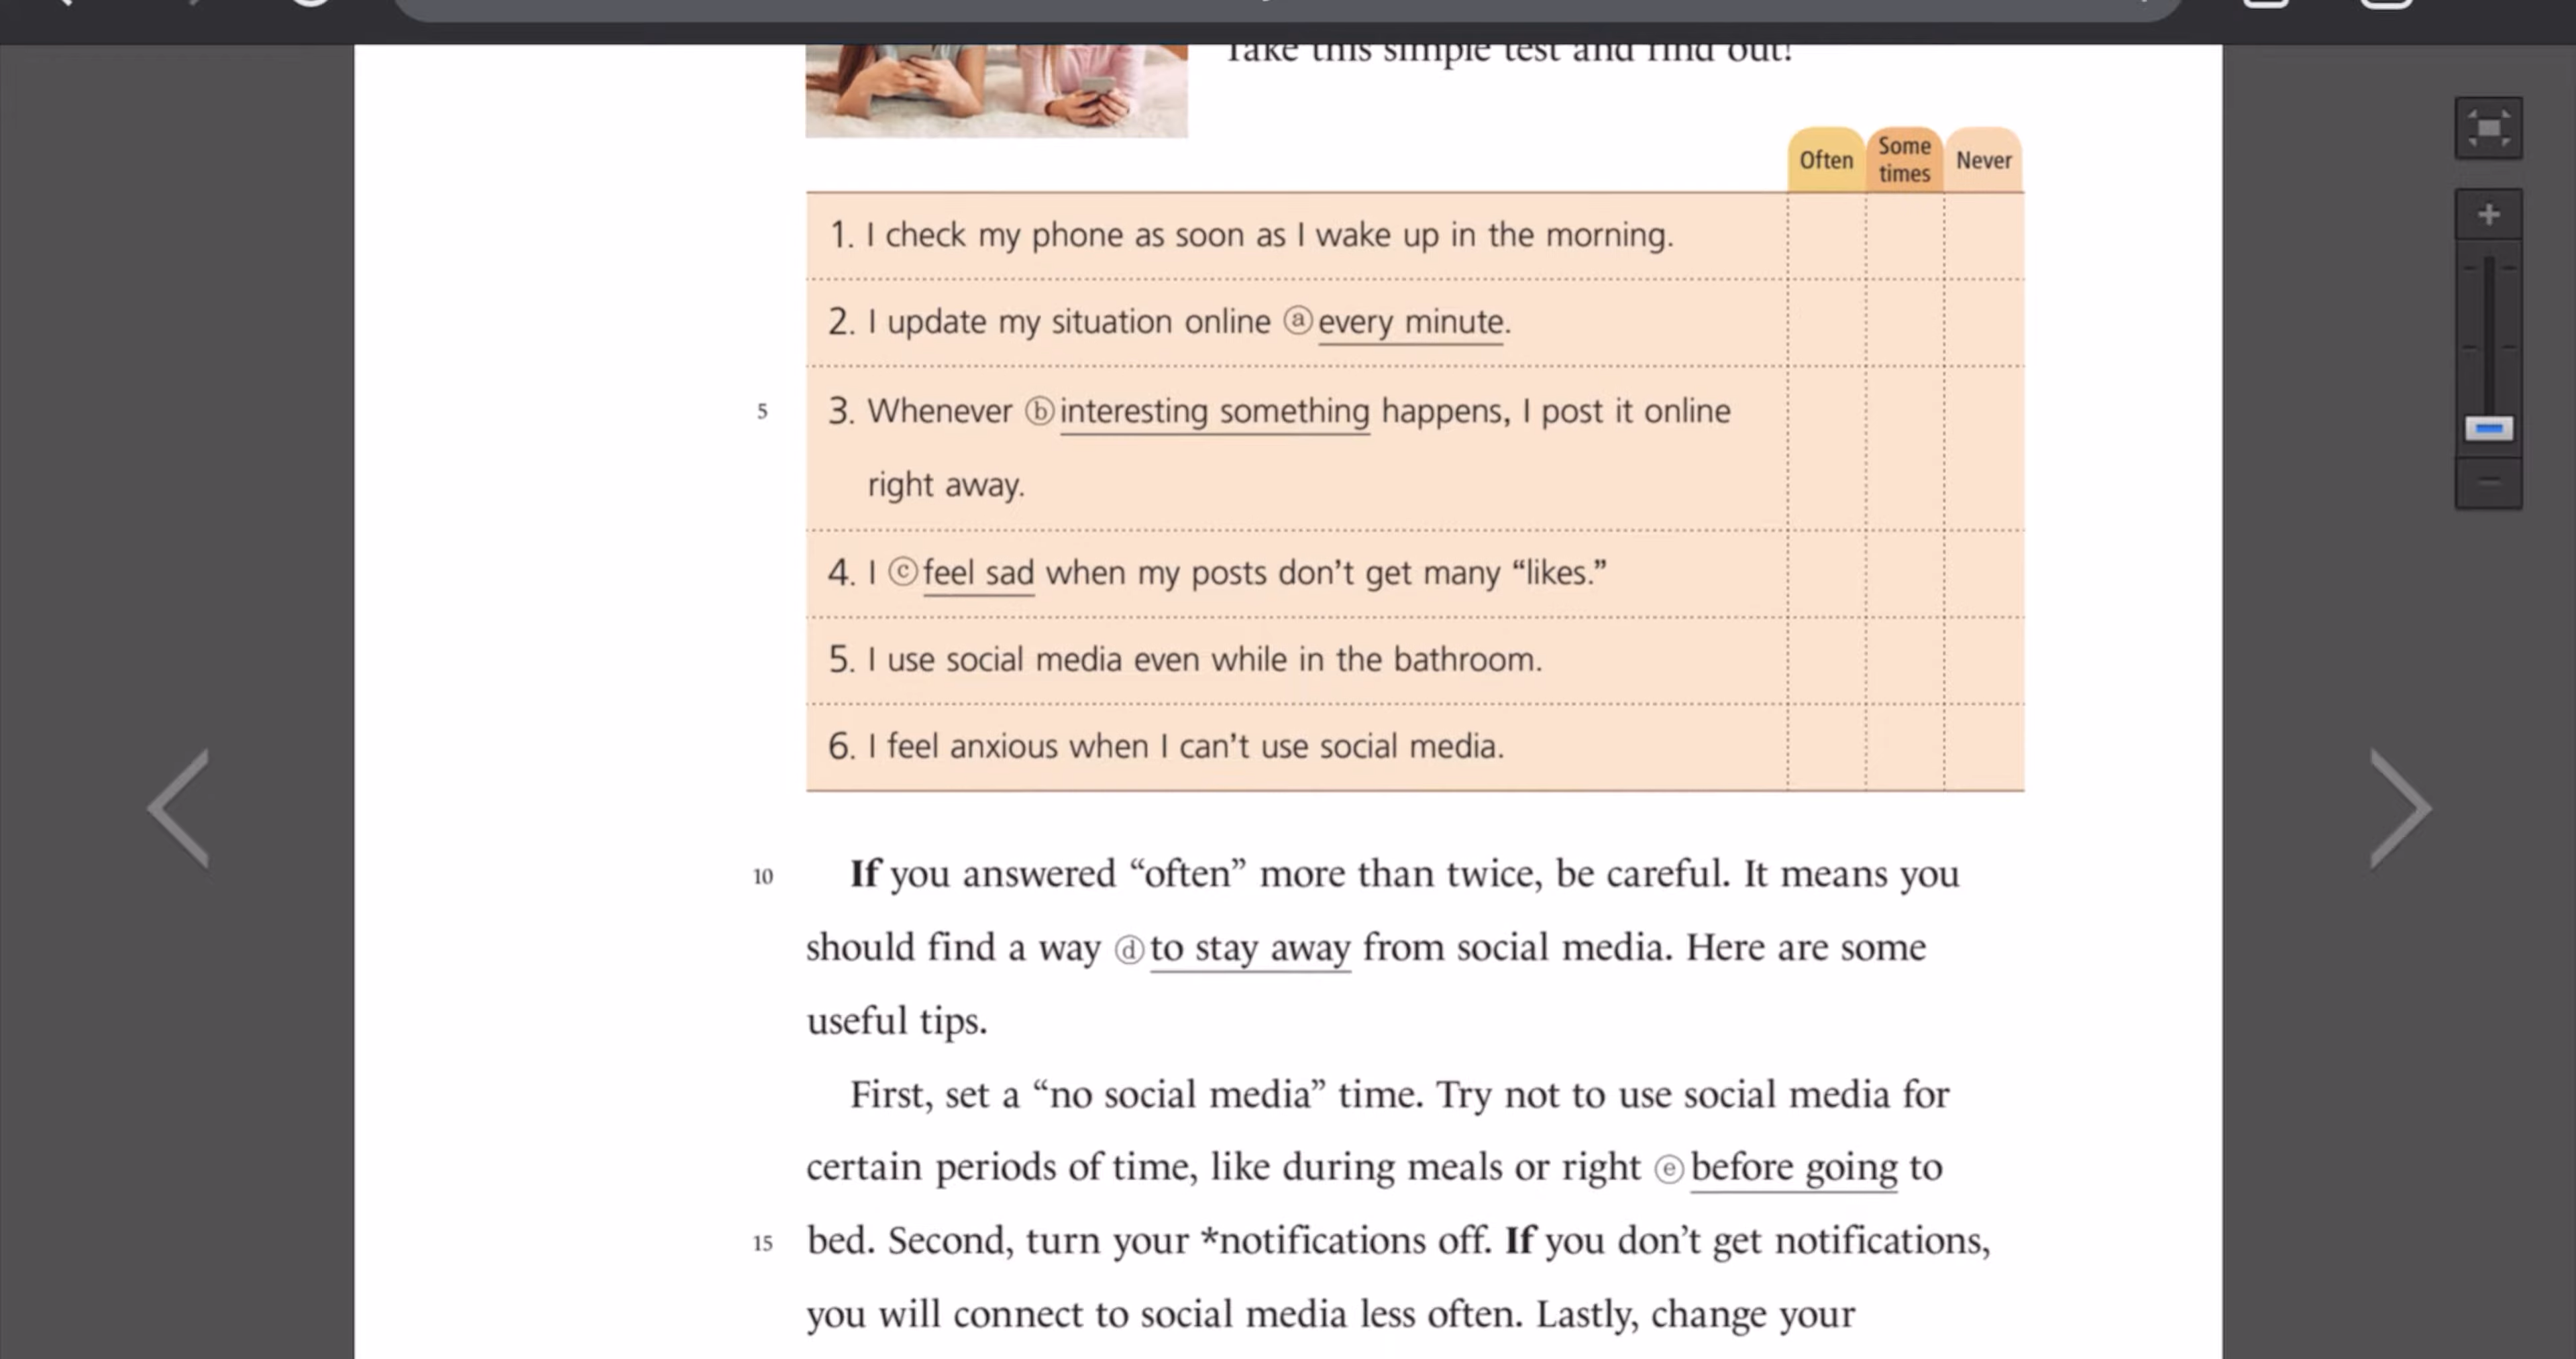 Take this simple test and find out!
Often
Some
times
Never
1. I check my phone as soon as I wake up in the morning.
2. I update my situation online ⓐ every minute.
5
3. Whenever ⓑ interesting something happens, I post it online
right away.
4. I ⓒ feel sad when my posts don’t get many “likes.”
5. I use social media even while in the bathroom.
6. I feel anxious when I can’t use social media.
10 If you answered “often” more than twice, be careful. It means you
should find a way ⓓ to stay away from social media. Here are some
useful tips.
First, set a “no social media” time. Try not to use social media for
certain periods of time, like during meals or right ⓔ before going to
15 bed. Second, turn your *notifications off. If you don’t get notifications,
you will connect to social media less often. Lastly, change your